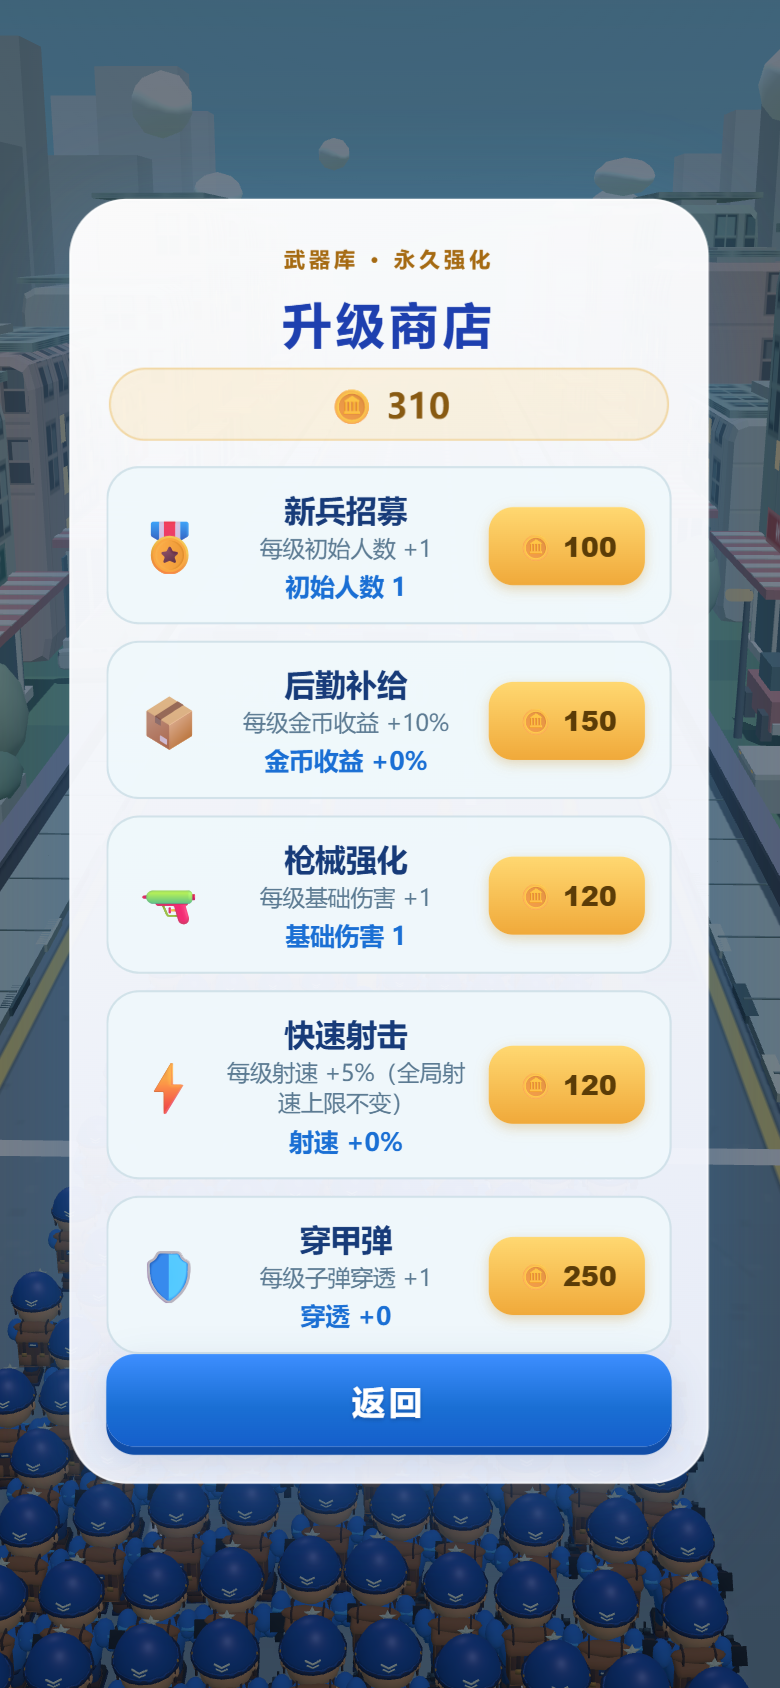 武器库 · 永久强化
升级商店
310
新兵招募
每级初始人数 +1
初始人数 1
100
后勤补给
每级金币收益 +10%
金币收益 +0%
150
枪械强化
每级基础伤害 +1
基础伤害 1
120
快速射击
每级射速 +5%（全局射
速上限不变）
射速 +0%
120
穿甲弹
每级子弹穿透 +1
穿透 +0
250
返回